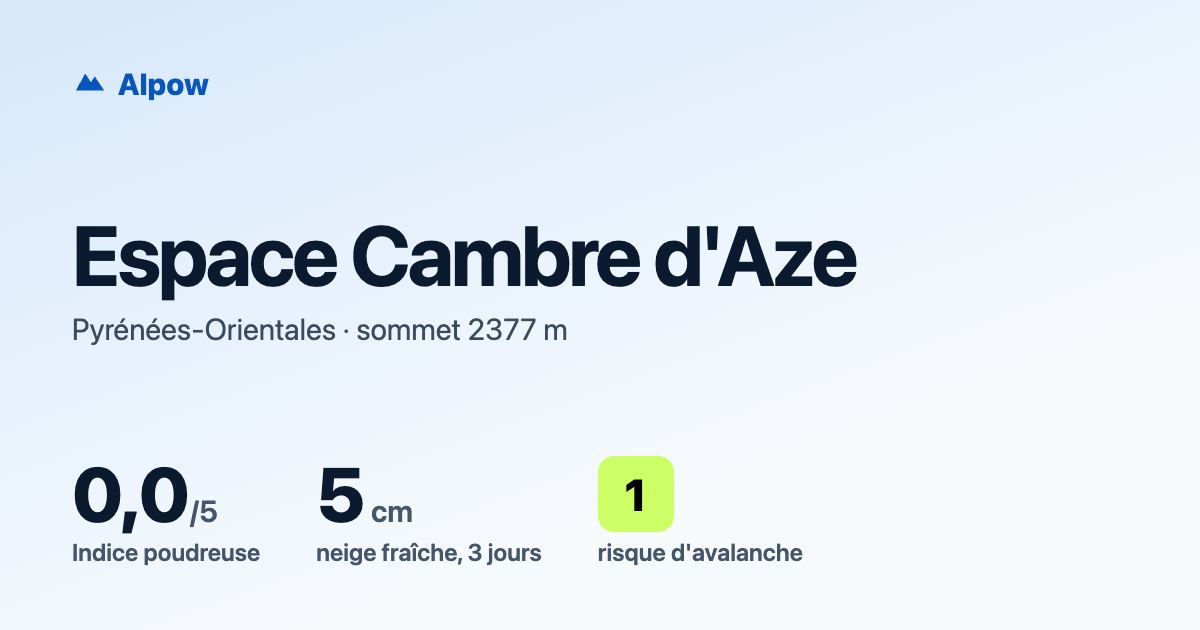 Alpow
Espace Cambre d'Aze
Pyrénées-Orientales · sommet 2377 m
0,0/5 5 cm 1
Indice poudreuse neige fraîche, 3 jours risque d'avalanche